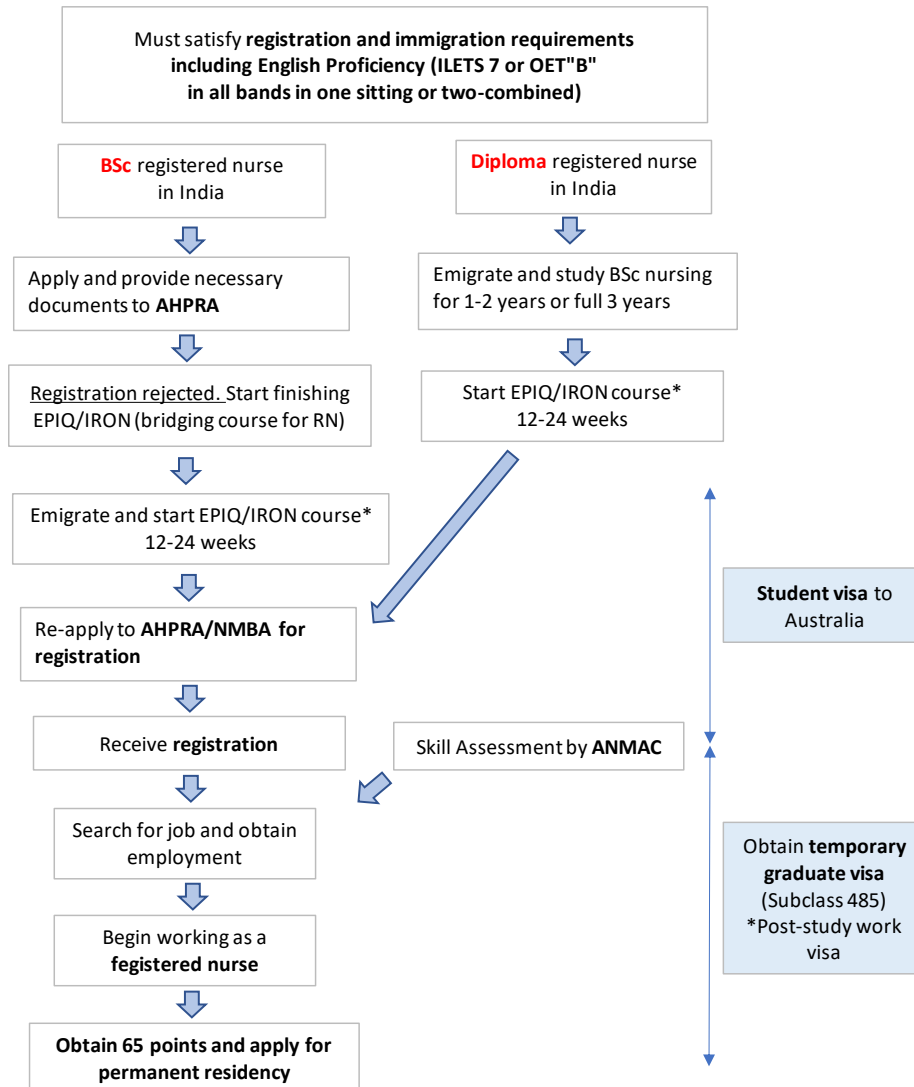 Must satisfy registration and immigration requirements
including English Proficiency (ILETS 7 or OET"B"
in all bands in one sitting or two-combined)
BSc registered nurse
in India
Diploma registered nurse
in India
Apply and provide necessary
documents to AHPRA
Emigrate and study BSc nursing
for 1-2 years or full 3 years
Registration rejected. Start finishing
EPIQ/IRON (bridging course for RN)
Start EPIQ/IRON course*
12-24 weeks
Emigrate and start EPIQ/IRON course*
12-24 weeks
Student visa to
Australia
Re-apply to AHPRA/NMBA for
registration
Receive registration
Skill Assessment by ANMAC
Search for job and obtain
employment
Obtain temporary
graduate visa
(Subclass 485)
*Post-study work
visa
Begin working as a
fegistered nurse
Obtain 65 points and apply for
permanent residency